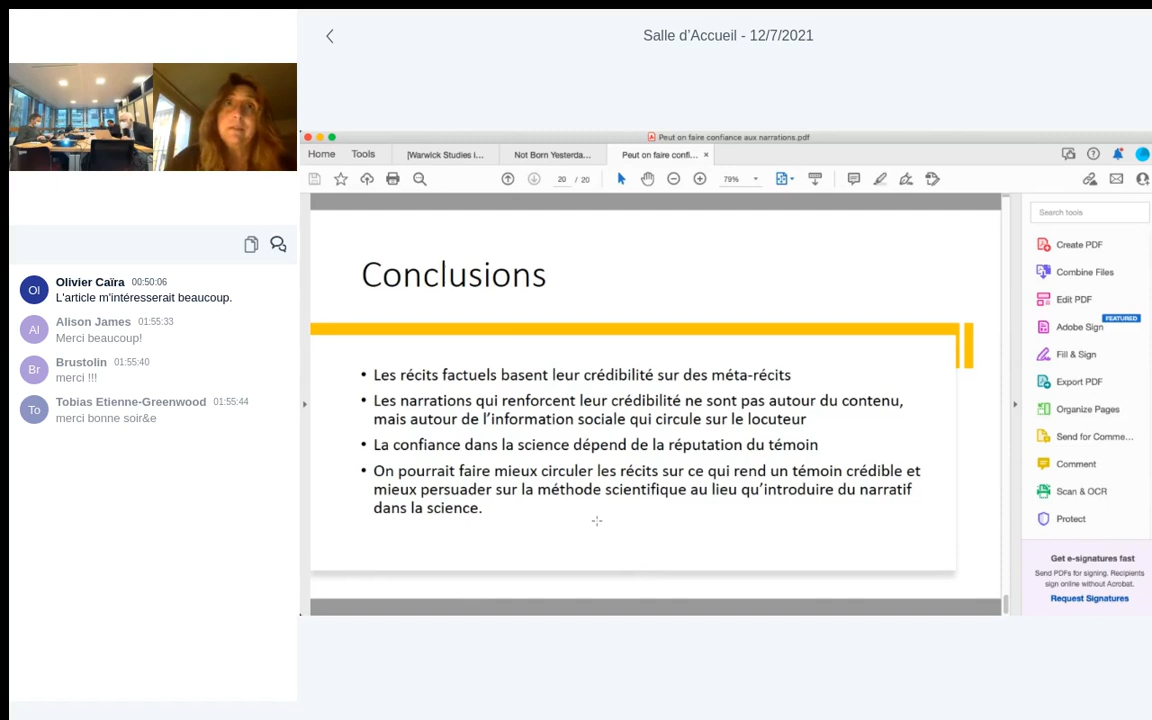 Salle d'Accueil - 12/7/2021
Peut on faire confiance aux narrations.pdf
Home Tools [Warwick Studies i... Not Born Yesterda... Peut on faire confi... ×
20 / 20 79%
Ol Olivier Caïra 00:50:06
L'article m'intéresserait beaucoup.
Al Alison James 01:55:33
Merci beaucoup!
Br Brustolin 01:55:40
merci !!!
To Tobias Etienne-Greenwood 01:55:44
merci bonne soir&e
Conclusions
• Les récits factuels basent leur crédibilité sur des méta-récits
• Les narrations qui renforcent leur crédibilité ne sont pas autour du contenu,
mais autour de l'information sociale qui circule sur le locuteur
• La confiance dans la science dépend de la réputation du témoin
• On pourrait faire mieux circuler les récits sur ce qui rend un témoin crédible et
mieux persuader sur la méthode scientifique au lieu qu'introduire du narratif
dans la science.
Search tools
Create PDF
Combine Files
Edit PDF
FEATURED
Adobe Sign
Fill & Sign
Export PDF
Organize Pages
Send for Comme...
Comment
Scan & OCR
Protect
Get e-signatures fast
Send PDFs for signing. Recipients
sign online without Acrobat.
Request Signatures